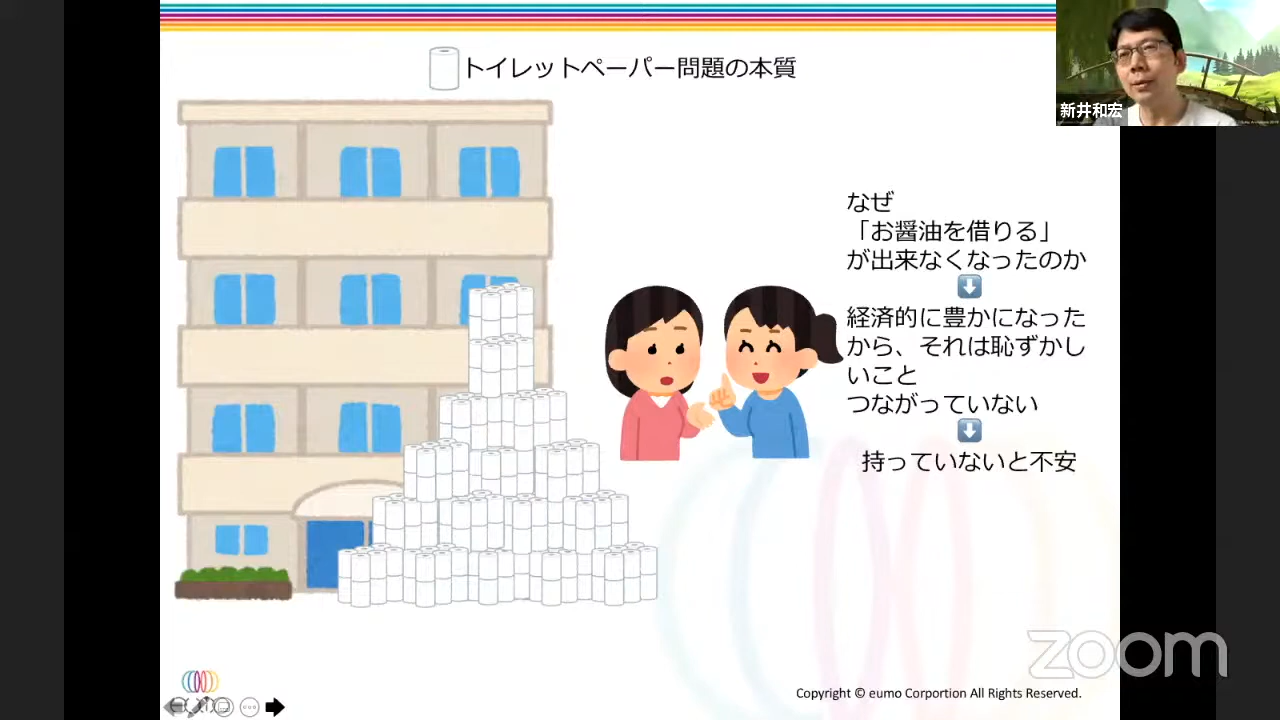 トイレットペーパー問題の本質
新井和宏
なぜ
「お醤油を借りる」
が出来なくなったのか
経済的に豊かになった
から、それは恥ずかし
いこと
つながっていない
持っていないと不安
zoom
Copyright © eumo Corportion All Rights Reserved.